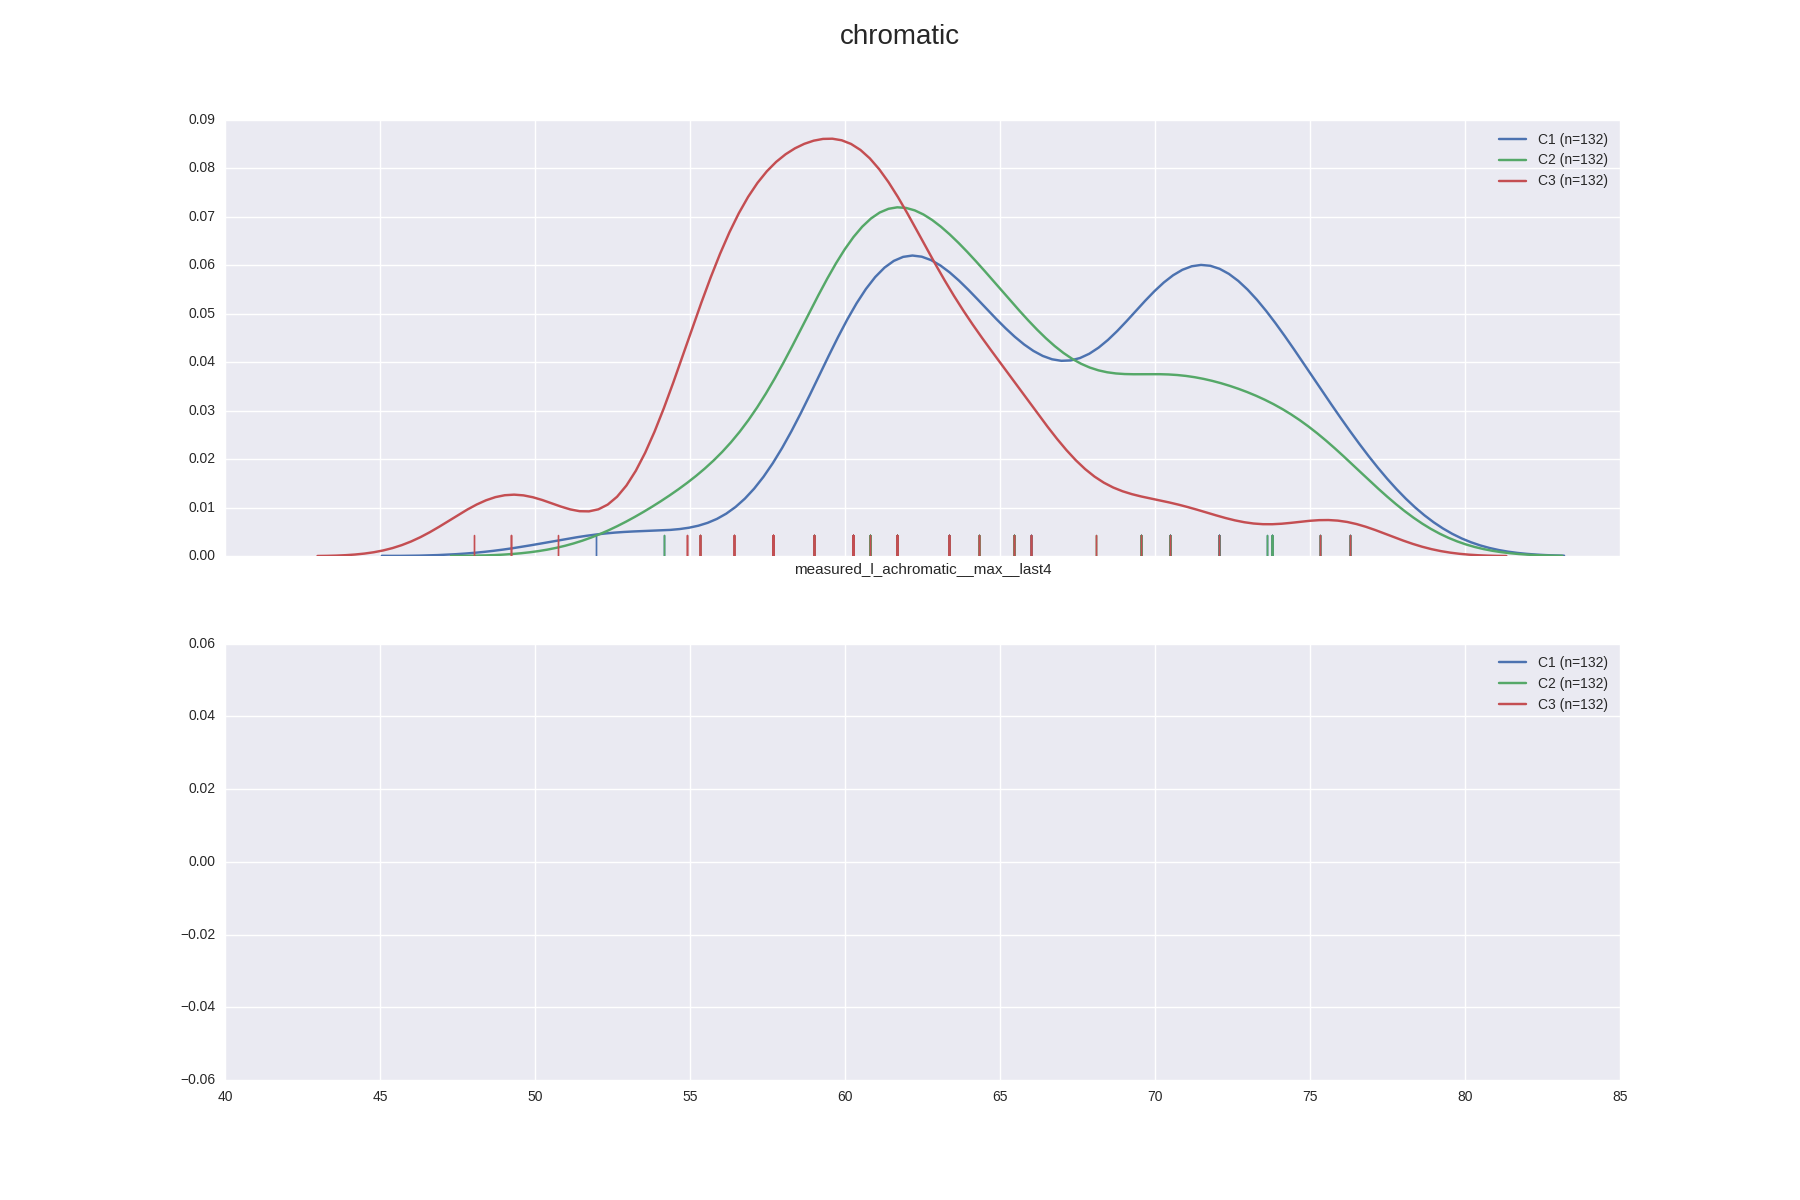 chromatic
0.09
0.08
0.07
0.06
0.05
0.04
0.03
0.02
0.01
0.00
C1 (n=132)
C2 (n=132)
C3 (n=132)
measured_l_achromatic__max__last4
0.06
0.04
0.02
0.00
−0.02
−0.04
−0.06
C1 (n=132)
C2 (n=132)
C3 (n=132)
40 45 50 55 60 65 70 75 80 85